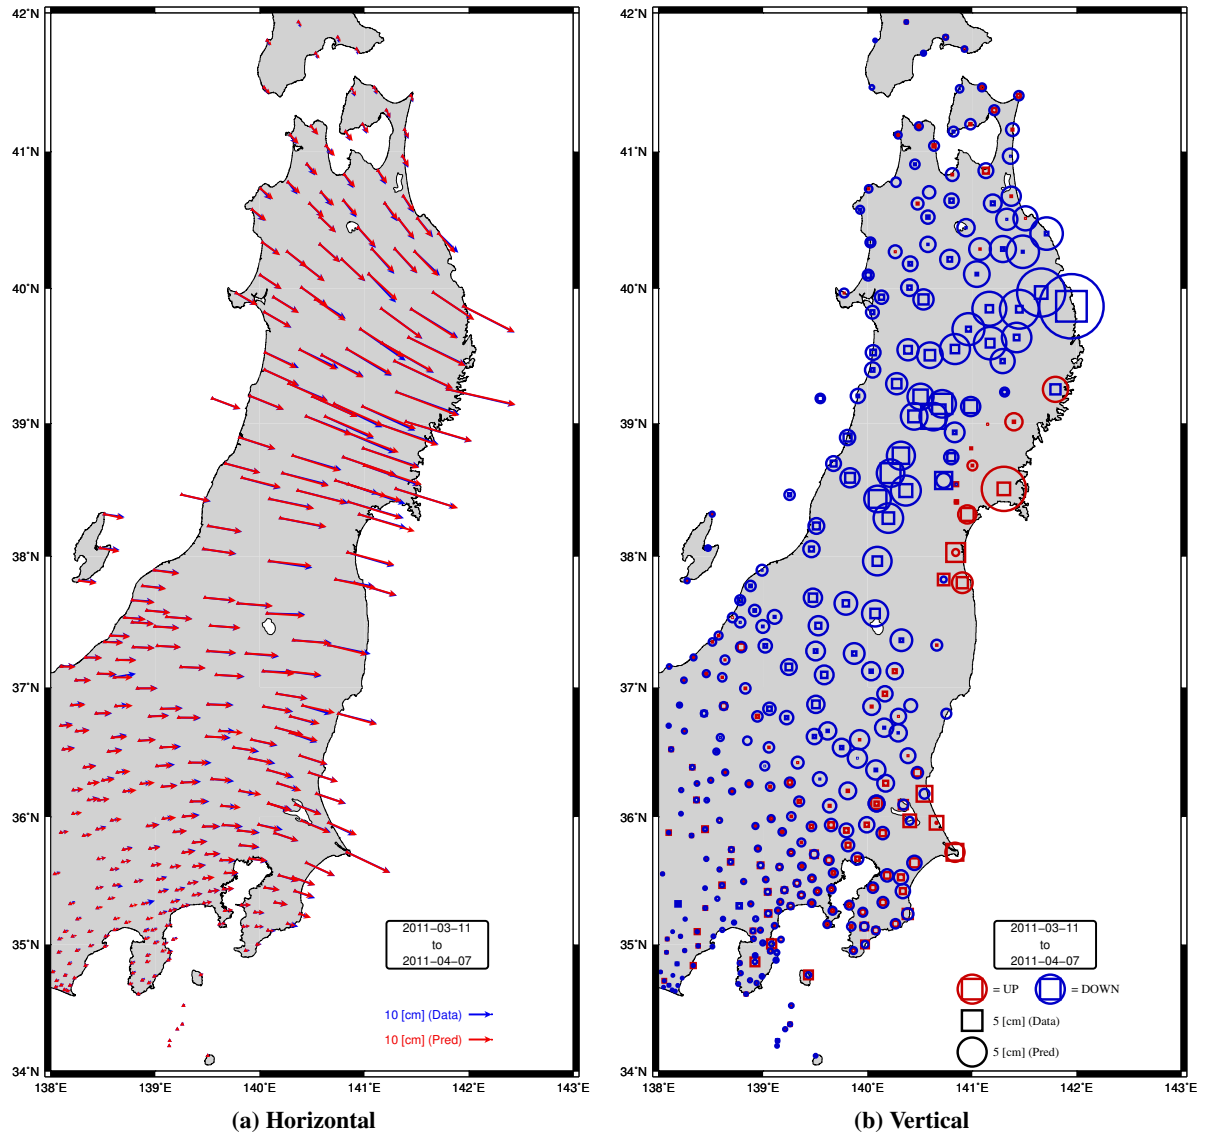 42˚N
41˚N
40˚N
39˚N
38˚N
37˚N
36˚N
35˚N
34˚N
138˚E
139˚E
140˚E
141˚E
142˚E
143˚E
2011−03−11
to
2011−04−07
10 [cm] (Data)
10 [cm] (Pred)
(a) Horizontal
42˚N
41˚N
40˚N
39˚N
38˚N
37˚N
36˚N
35˚N
34˚N
138˚E
139˚E
140˚E
141˚E
142˚E
143˚E
2011−03−11
to
2011−04−07
= UP = DOWN
5 [cm] (Data)
5 [cm] (Pred)
(b) Vertical